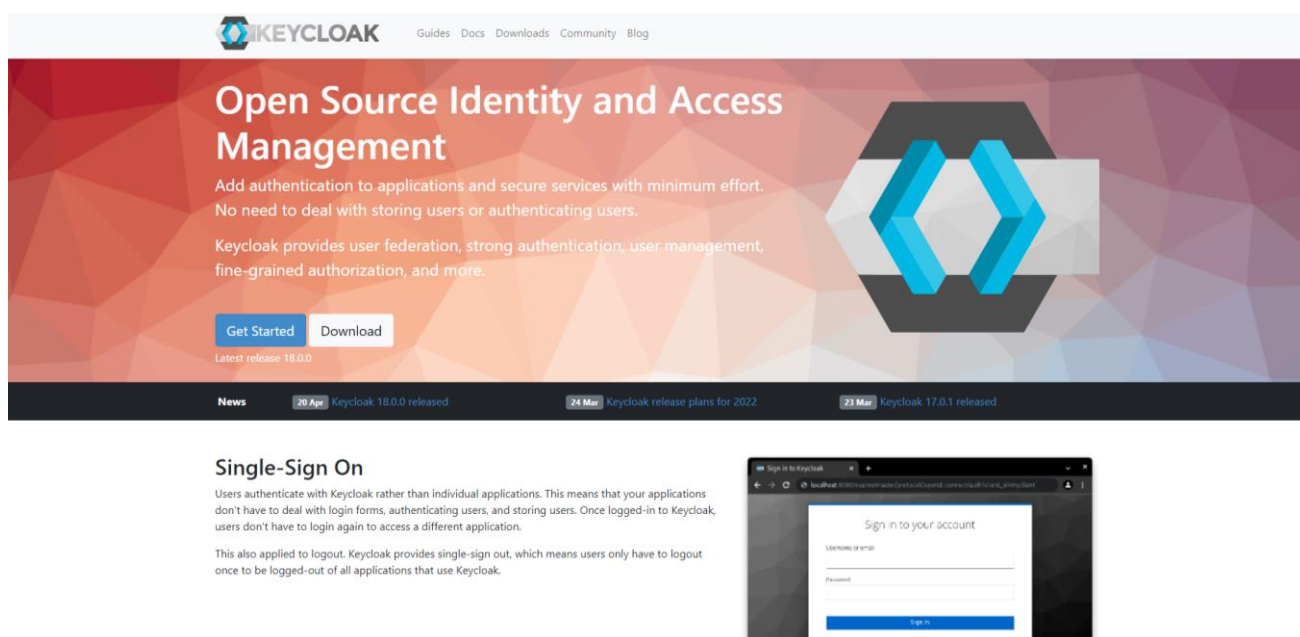 KEYCLOAK
Guides Docs Downloads Community Blog
Open Source Identity and Access
Management
Add authentication to applications and secure services with minimum effort.
No need to deal with storing users or authenticating users.
Keycloak provides user federation, strong authentication, user management,
fine-grained authorization, and more.
Get Started Download
Latest release 18.0.0
News 20 Apr Keycloak 18.0.0 released 24 Mar Keycloak release plans for 2022 23 Mar Keycloak 17.0.1 released
Single-Sign On
Users authenticate with Keycloak rather than individual applications. This means that your applications
don't have to deal with login forms, authenticating users, and storing users. Once logged-in to Keycloak,
users don't have to login again to access a different application.
This also applied to logout. Keycloak provides single-sign out, which means users only have to logout
once to be logged-out of all applications that use Keycloak.
Sign in to Keycloak
Sign in to your account
Username or email
Password
Sign in